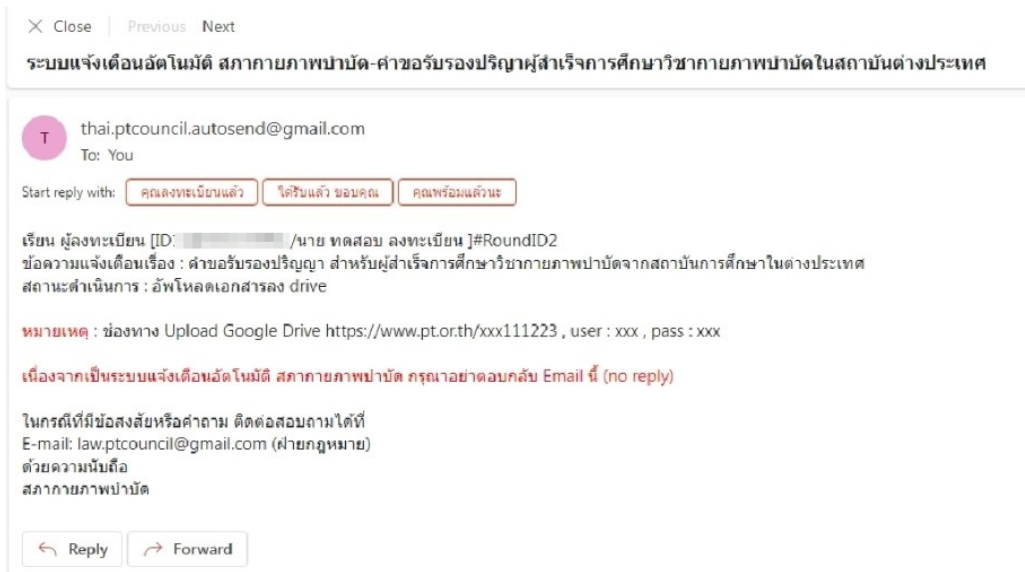 Close Previous Next
ระบบแจ้งเตือนอัตโนมัติ สภากายภาพบำบัด-คำขอรับรองปริญาผู้สำเร็จการศึกษาวิชากายภาพบำบัดในสถาบันต่างประเทศ
T
thai.ptcouncil.autosend@gmail.com
To: You
Start reply with: คุณลงทะเบียนแล้ว ได้รับแล้ว ขอบคุณ คุณพร้อมแล้วนะ
เรียน ผู้ลงทะเบียน [ID: /นาย ทดสอบ ลงทะเบียน ]#RoundID2
ข้อความแจ้งเตือนเรื่อง : คำขอรับรองปริญญา สำหรับผู้สำเร็จการศึกษาวิชากายภาพบำบัดจากสถาบันการศึกษาในต่างประเทศ
สถานะดำเนินการ : อัพโหลดเอกสารลง drive
หมายเหตุ : ช่องทาง Upload Google Drive https://www.pt.or.th/xxx111223 , user : xxx , pass : xxx
เนื่องจากเป็นระบบแจ้งเตือนอัตโนมัติ สภากายภาพบำบัด กรุณาอย่าตอบกลับ Email นี้ (no reply)
ในกรณีที่มีข้อสงสัยหรือคำถาม ติดต่อสอบถามได้ที่
E-mail: law.ptcouncil@gmail.com (ฝ่ายกฎหมาย)
ด้วยความนับถือ
สภากายภาพบำบัด
Reply Forward